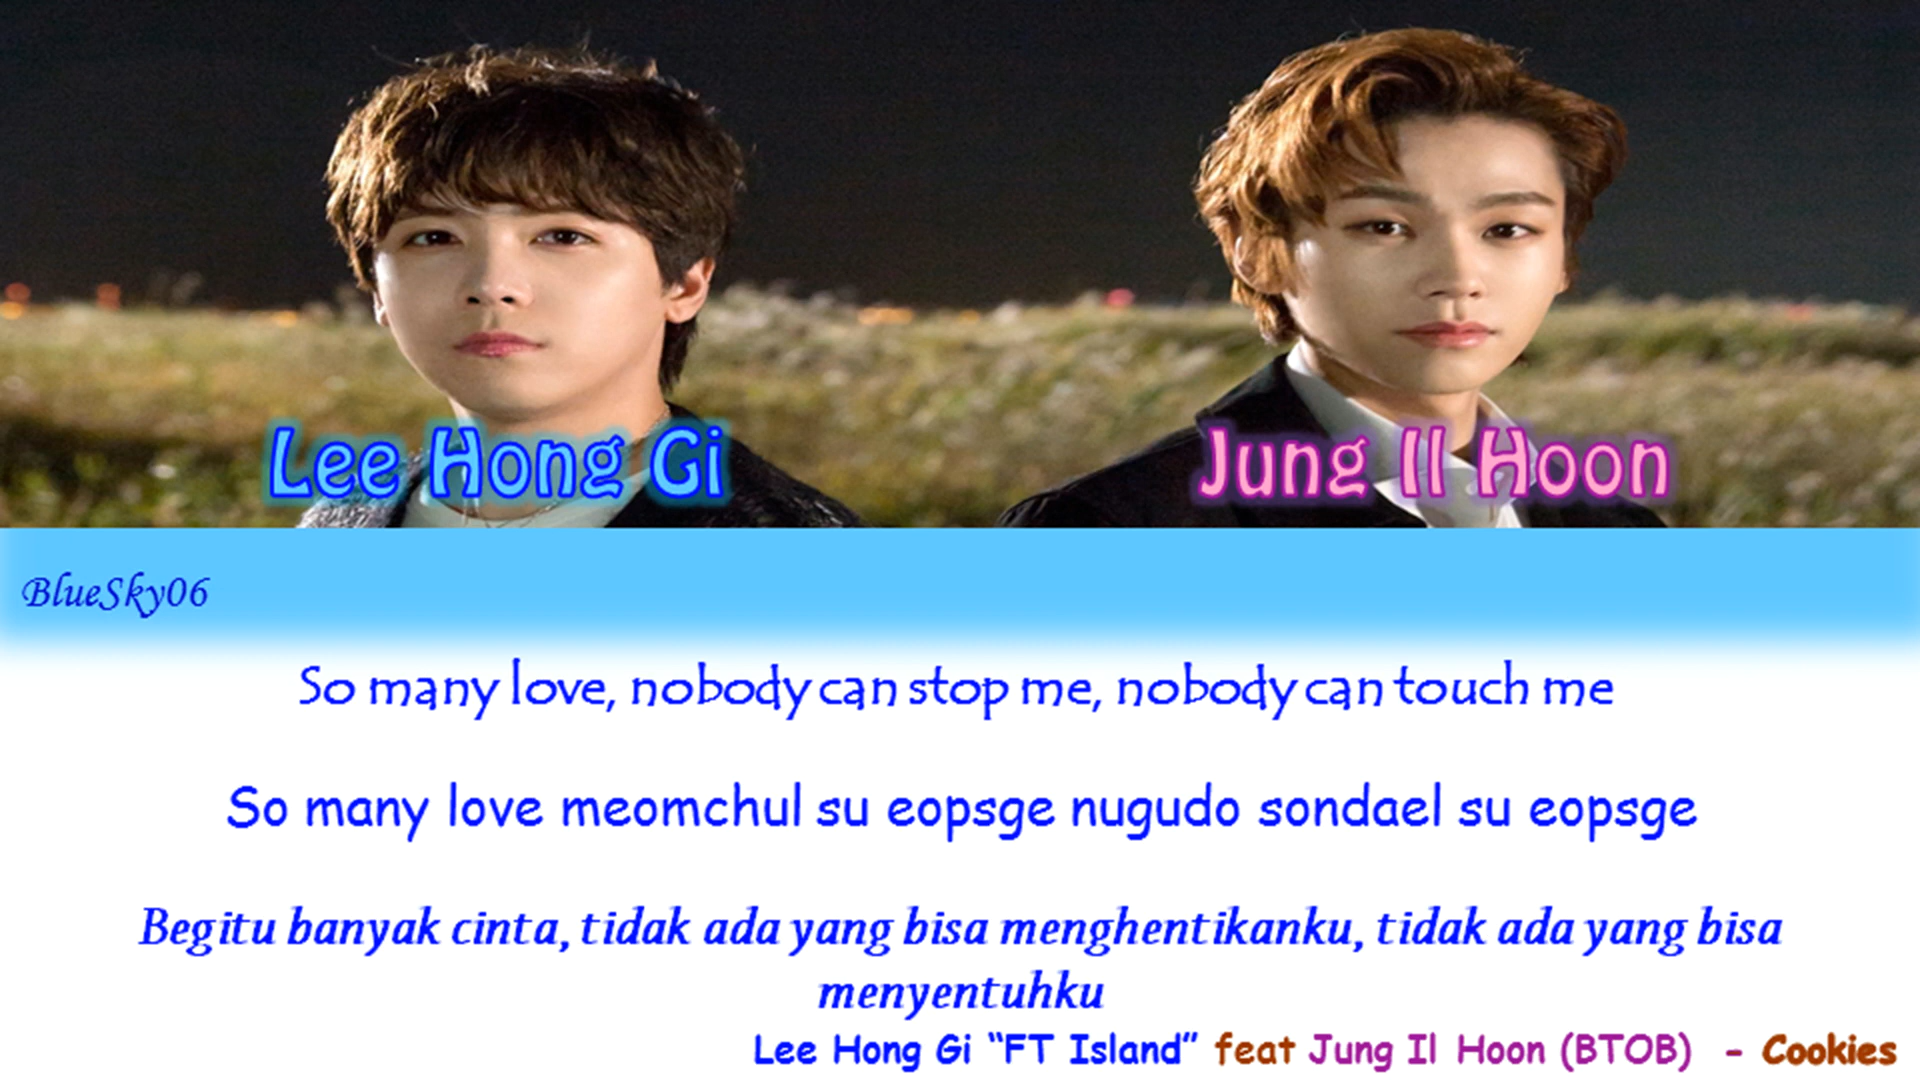 Lee Hong Gi
Jung Il Hoon
BlueSky06
So many love, nobody can stop me, nobody can touch me
So many love meomchul su eopsge nugudo sondael su eopsge
Begitu banyak cinta, tidak ada yang bisa menghentikanku, tidak ada yang bisa
menyentuhku
Lee Hong Gi “FT Island” feat Jung Il Hoon (BTOB) - Cookies